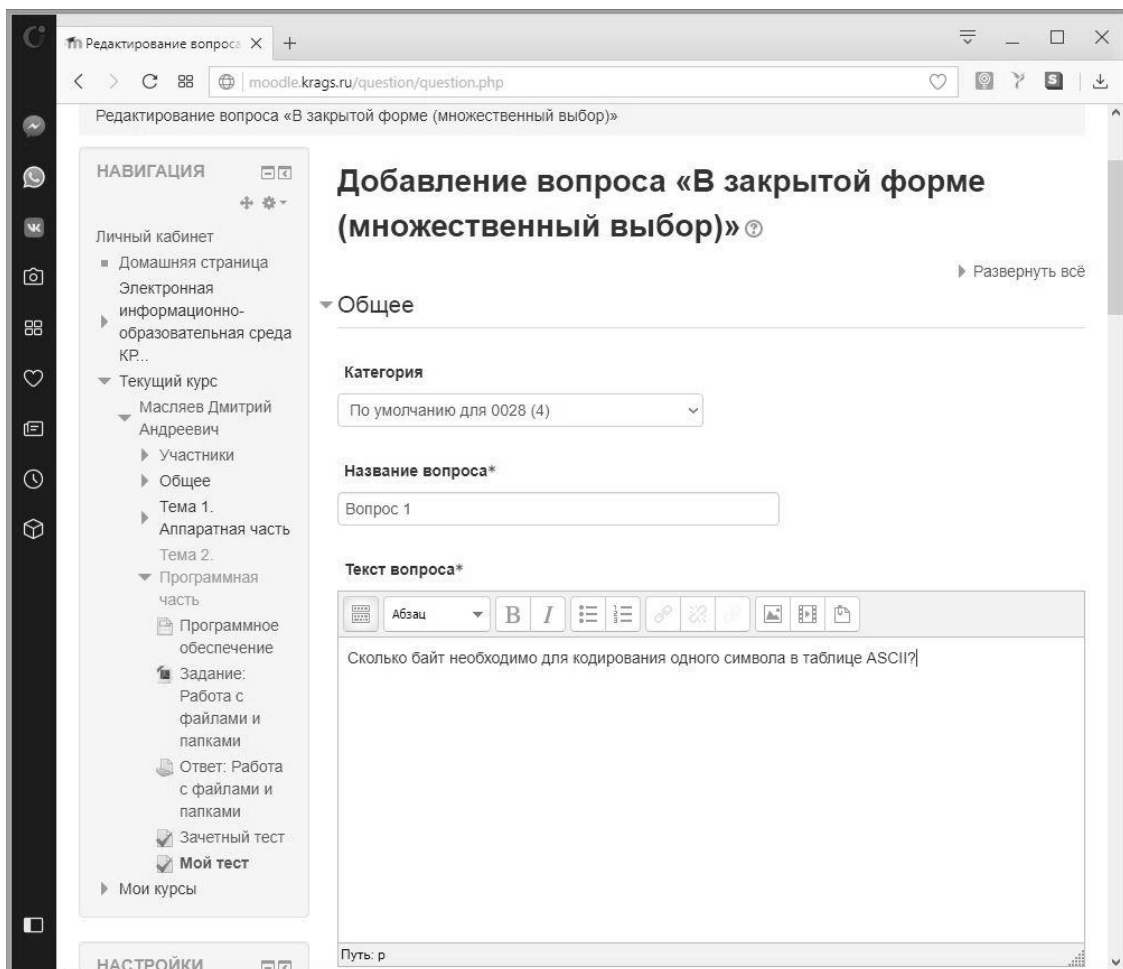 Редактирование вопроса
moodle.krags.ru/question/question.php
Редактирование вопроса «В закрытой форме (множественный выбор)»
НАВИГАЦИЯ
Личный кабинет
Домашняя страница
Электронная
информационно-
образовательная среда
КР...
Текущий курс
Масляев Дмитрий
Андреевич
Участники
Общее
Тема 1.
Аппаратная часть
Тема 2.
Программная
часть
Программное
обеспечение
Задание:
Работа с
файлами и
папками
Ответ: Работа
с файлами и
папками
Зачетный тест
Мой тест
Мои курсы
НАСТРОЙКИ
Добавление вопроса «В закрытой форме
(множественный выбор)»
Развернуть всё
Общее
Категория
По умолчанию для 0028 (4)
Название вопроса*
Вопрос 1
Текст вопроса*
Абзац B I
Сколько байт необходимо для кодирования одного символа в таблице ASCII?
Путь: p